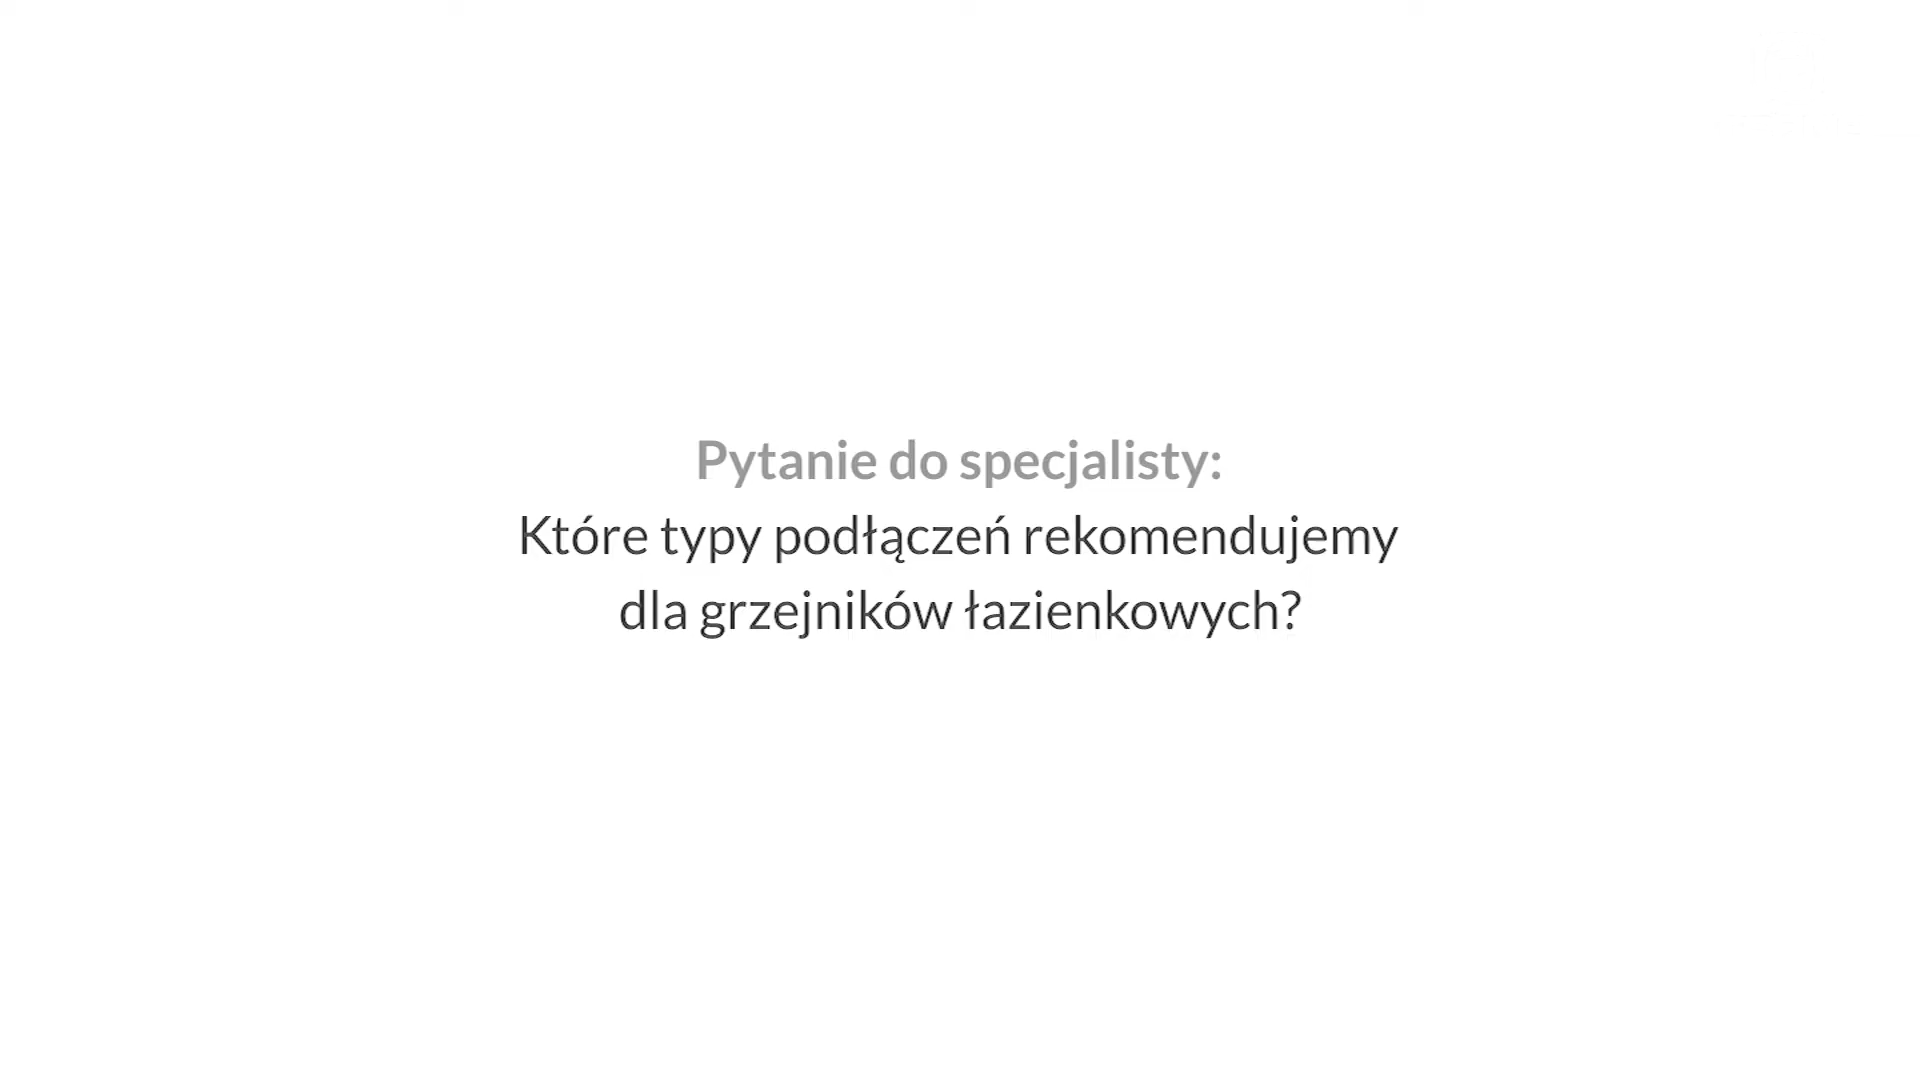 Pytanie do specjalisty:
Które typy podłączeń rekomendujemy
dla grzejników łazienkowych?